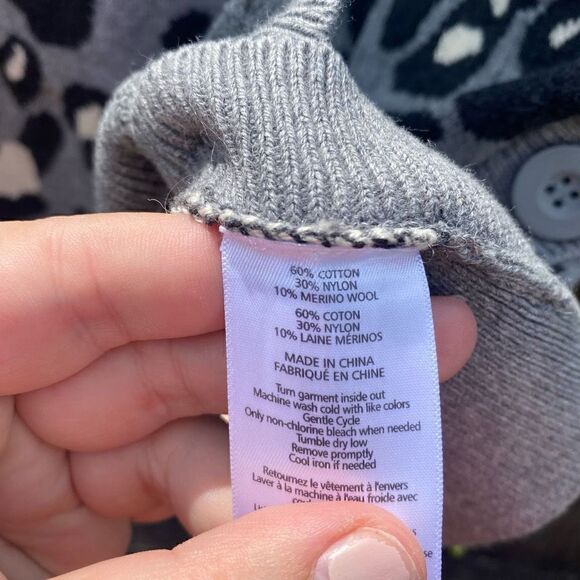 60% COTTON
30% NYLON
10% MERINO WOOL
60% COTON
30% NYLON
10% LAINE MÉRINOS
MADE IN CHINA
FABRIQUÉ EN CHINE
Turn garment inside out
Machine wash cold with like colors
Gentle Cycle
Only non-chlorine bleach when needed
Tumble dry low
Remove promptly
Cool iron if needed
Retournez le vêtement à l'envers
Laver à la machine à l'eau froide avec